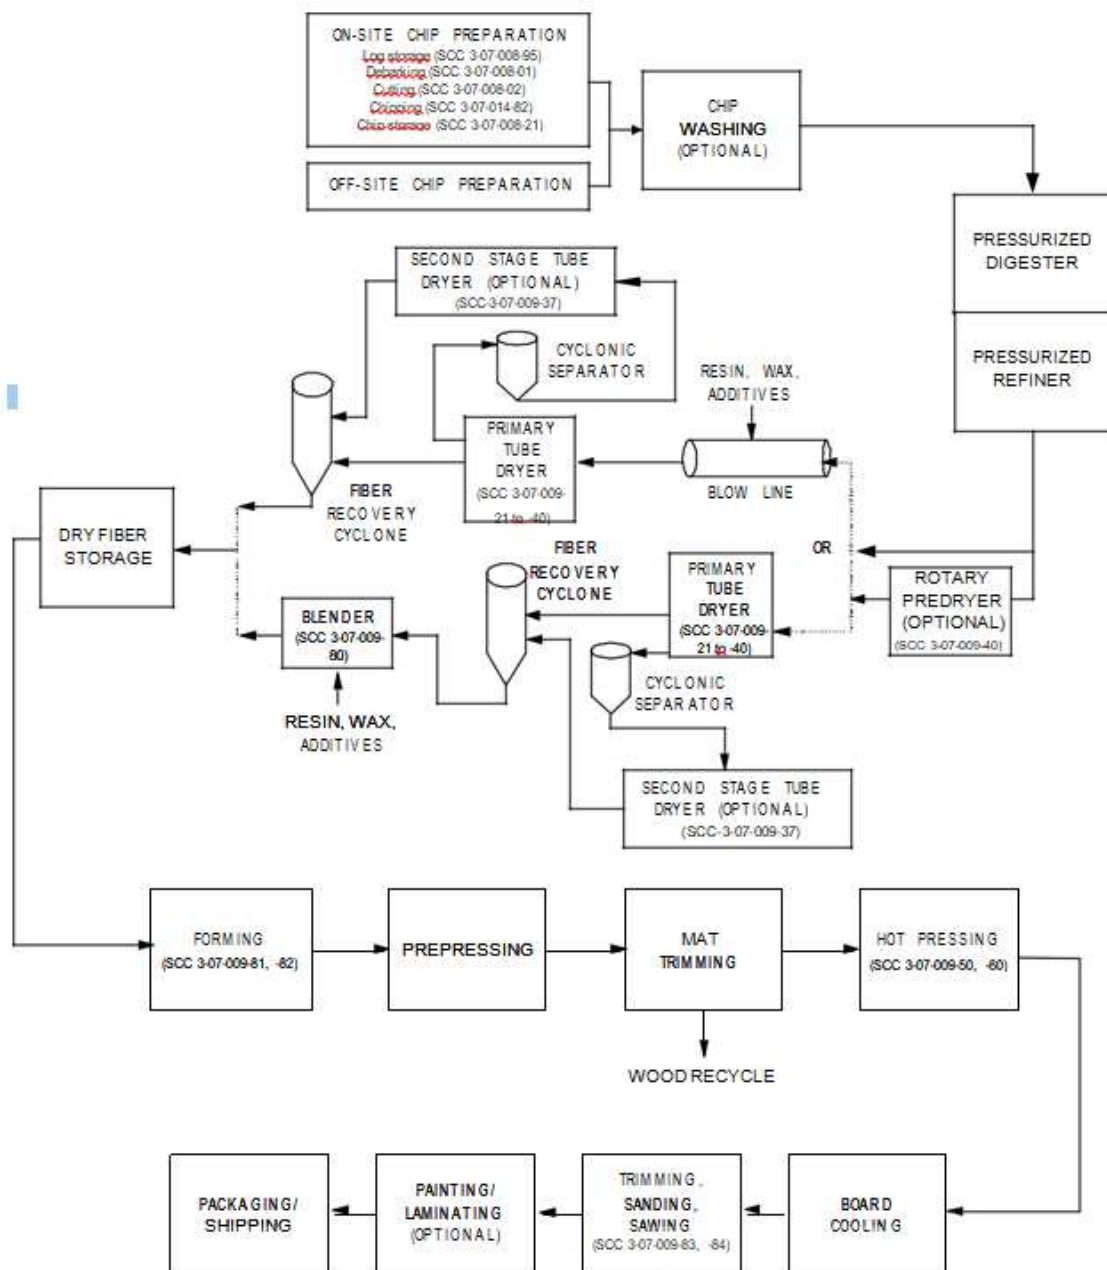 ON-SITE CHIP PREPARATION
Log storage (SCC 3-07-008-95)
Debarking (SCC 3-07-008-01)
Cutting (SCC 3-07-008-02)
Chipping (SCC 3-07-014-82)
Chip storage (SCC 3-07-008-21)
OFF-SITE CHIP PREPARATION
CHIP
WASHING
(OPTIONAL)
PRESSURIZED
DIGESTER
PRESSURIZED
REFINER
SECOND STAGE TUBE
DRYER (OPTIONAL)
(SCC-3-07-009-37)
CYCLONIC
SEPARATOR
RESIN, WAX,
ADDITIVES
BLOW LINE
PRIMARY
TUBE
DRYER
(SCC 3-07-009-
21 to -40)
FIBER
RECOVERY
CYCLONE
DRY FIBER
STORAGE
OR
ROTARY
PREDRYER
(OPTIONAL)
(SCC 3-07-009-40)
PRIMARY
TUBE
DRYER
(SCC 3-07-009-
21 to -40)
FIBER
RECOVERY
CYCLONE
BLENDER
(SCC 3-07-009-
80)
RESIN, WAX,
ADDITIVES
CYCLONIC
SEPARATOR
SECOND STAGE TUBE
DRYER (OPTIONAL)
(SCC-3-07-009-37)
FORMING
(SCC 3-07-009-81, -82)
PREPRESSING
MAT
TRIMMING
HOT PRESSING
(SCC 3-07-009-50, -60)
WOOD RECYCLE
PACKAGING/
SHIPPING
PAINTING/
LAMINATING
(OPTIONAL)
TRIMMING,
SANDING,
SAWING
(SCC 3-07-009-83, -84)
BOARD
COOLING